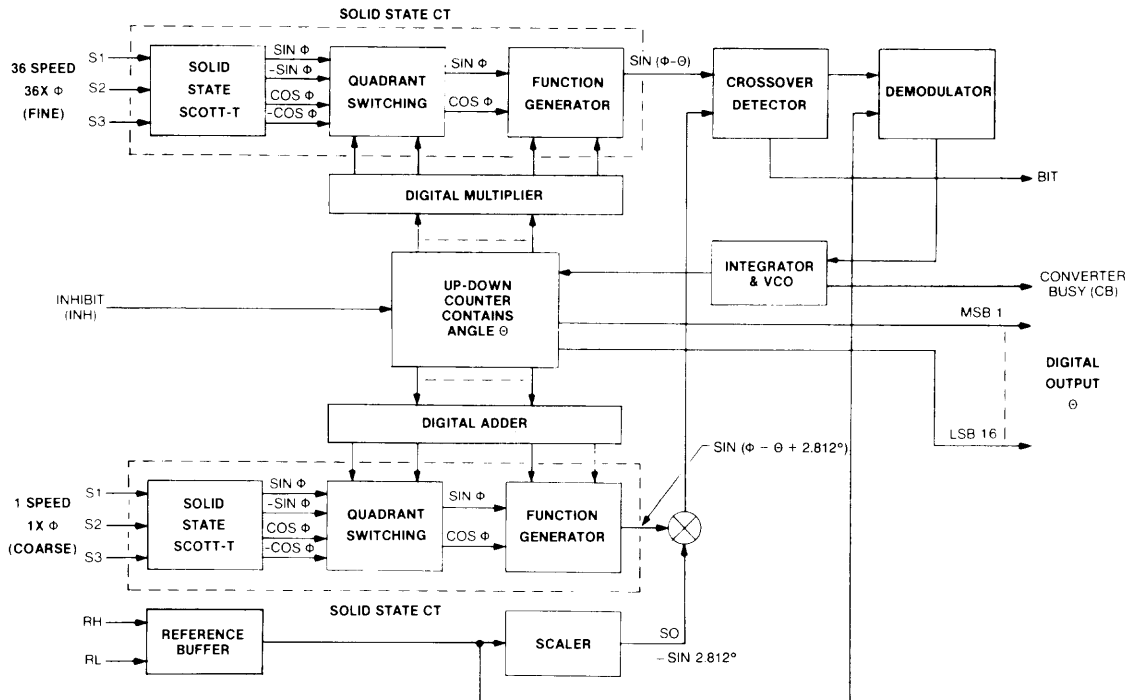 SOLID STATE CT
36 SPEED
36X Φ
(FINE)
S1
S2
S3
SOLID
STATE
SCOTT-T
SIN Φ
-SIN Φ
COS Φ
-COS Φ
QUADRANT
SWITCHING
SIN Φ
COS Φ
FUNCTION
GENERATOR
SIN (Φ-Θ)
CROSSOVER
DETECTOR
DEMODULATOR
BIT
DIGITAL MULTIPLIER
INHIBIT
(INH)
UP-DOWN
COUNTER
CONTAINS
ANGLE Θ
INTEGRATOR
& VCO
CONVERTER
BUSY (CB)
MSB 1
DIGITAL
OUTPUT
Θ
LSB 16
DIGITAL ADDER
SIN (Φ - Θ + 2.812°)
1 SPEED
1X Φ
(COARSE)
S1
S2
S3
SOLID
STATE
SCOTT-T
SIN Φ
-SIN Φ
COS Φ
-COS Φ
QUADRANT
SWITCHING
SIN Φ
COS Φ
FUNCTION
GENERATOR
SOLID STATE CT
RH
RL
REFERENCE
BUFFER
SCALER
SO
-SIN 2.812°